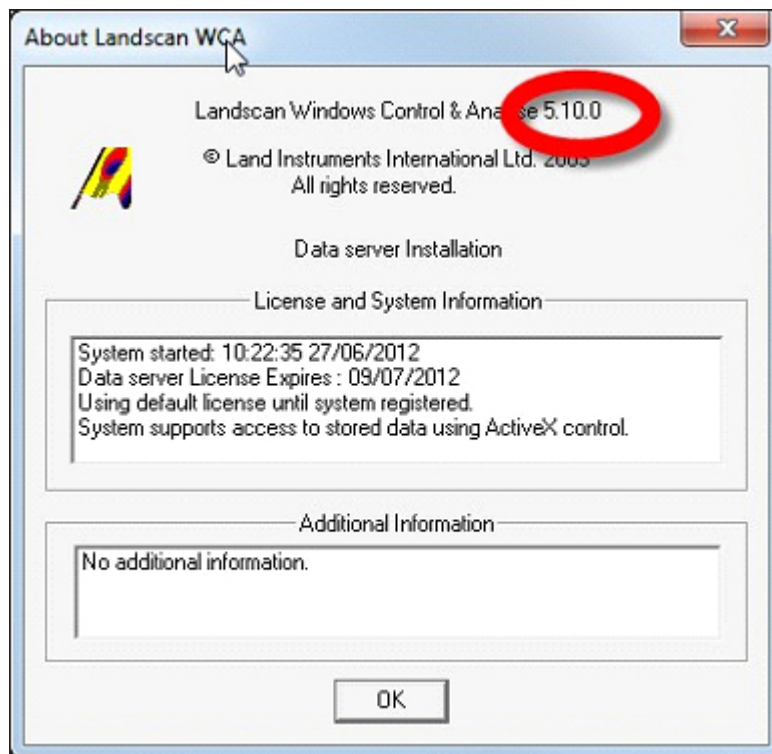 About Landscan WCA
Landscan Windows Control & Analyse 5.10.0
© Land Instruments International Ltd. 2005
All rights reserved.
Data server Installation
License and System Information
System started: 10:22:35 27/06/2012
Data server License Expires : 09/07/2012
Using default license until system registered.
System supports access to stored data using ActiveX control.
Additional Information
No additional information.
OK